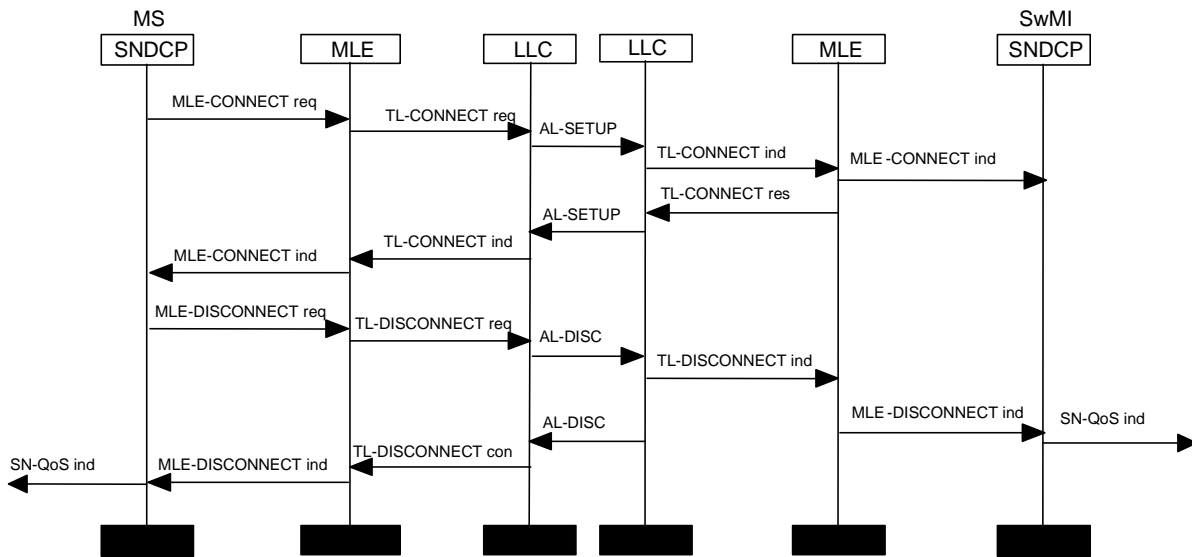 MS
SwMI
SNDCP
MLE
LLC
LLC
MLE
SNDCP
MLE-CONNECT req
TL-CONNECT req
AL-SETUP
TL-CONNECT ind
MLE-CONNECT ind
TL-CONNECT res
AL-SETUP
TL-CONNECT ind
MLE-CONNECT ind
MLE-DISCONNECT req
TL-DISCONNECT req
AL-DISC
TL-DISCONNECT ind
MLE-DISCONNECT ind
SN-QoS ind
AL-DISC
TL-DISCONNECT con
MLE-DISCONNECT ind
SN-QoS ind